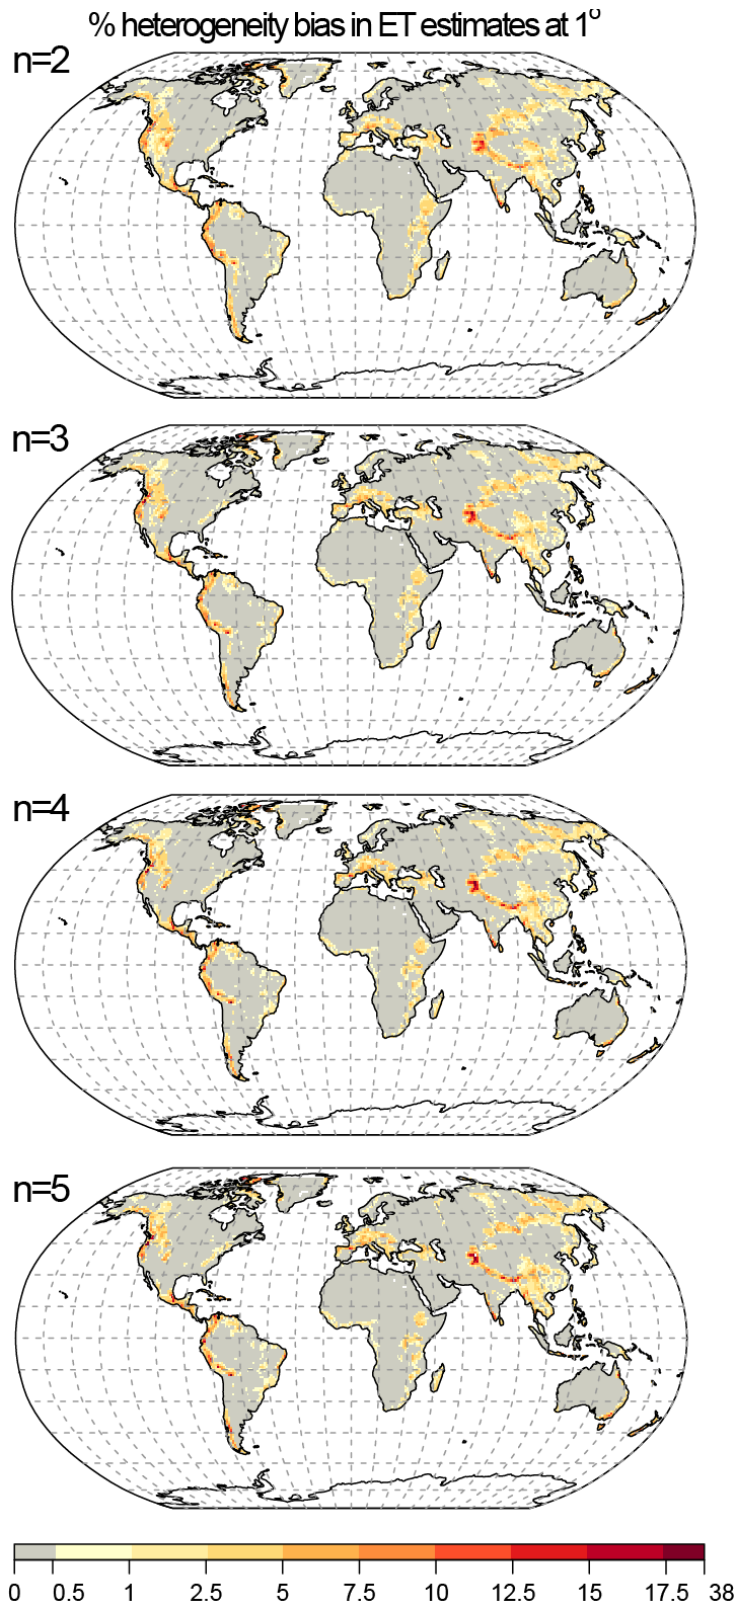 % heterogeneity bias in ET estimates at 1°
n=2
n=3
n=4
n=5
0 0.5 1 2.5 5 7.5 10 12.5 15 17.5 38